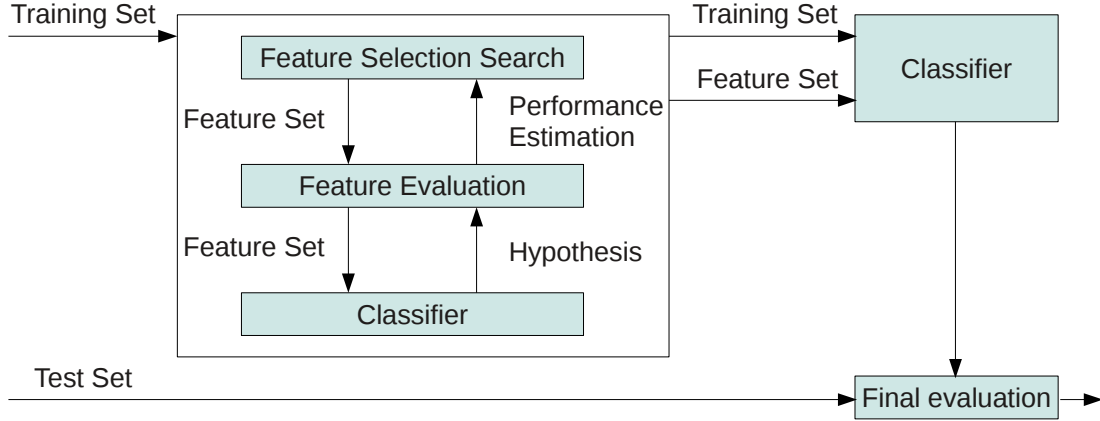 Training Set
Training Set
Feature Selection Search
Classifier
Feature Set
Feature Set
Performance
Estimation
Feature Evaluation
Feature Set
Hypothesis
Classifier
Test Set
Final evaluation